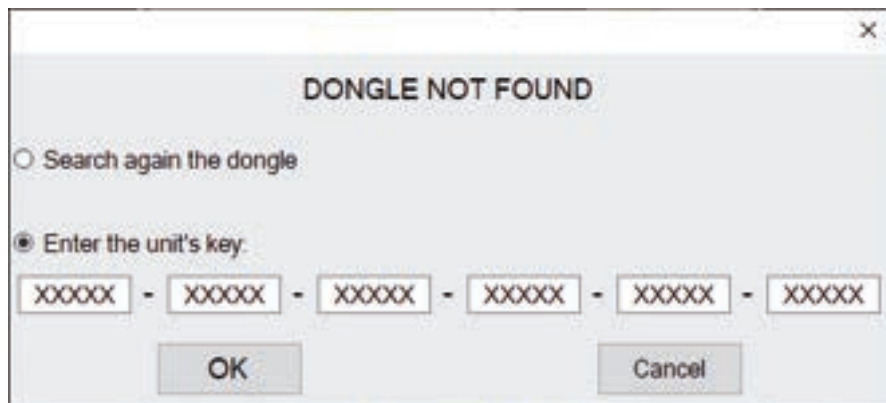 DONGLE NOT FOUND
Search again the dongle
Enter the unit's key:
XXXXX - XXXXX - XXXXX - XXXXX - XXXXX - XXXXX
OK Cancel